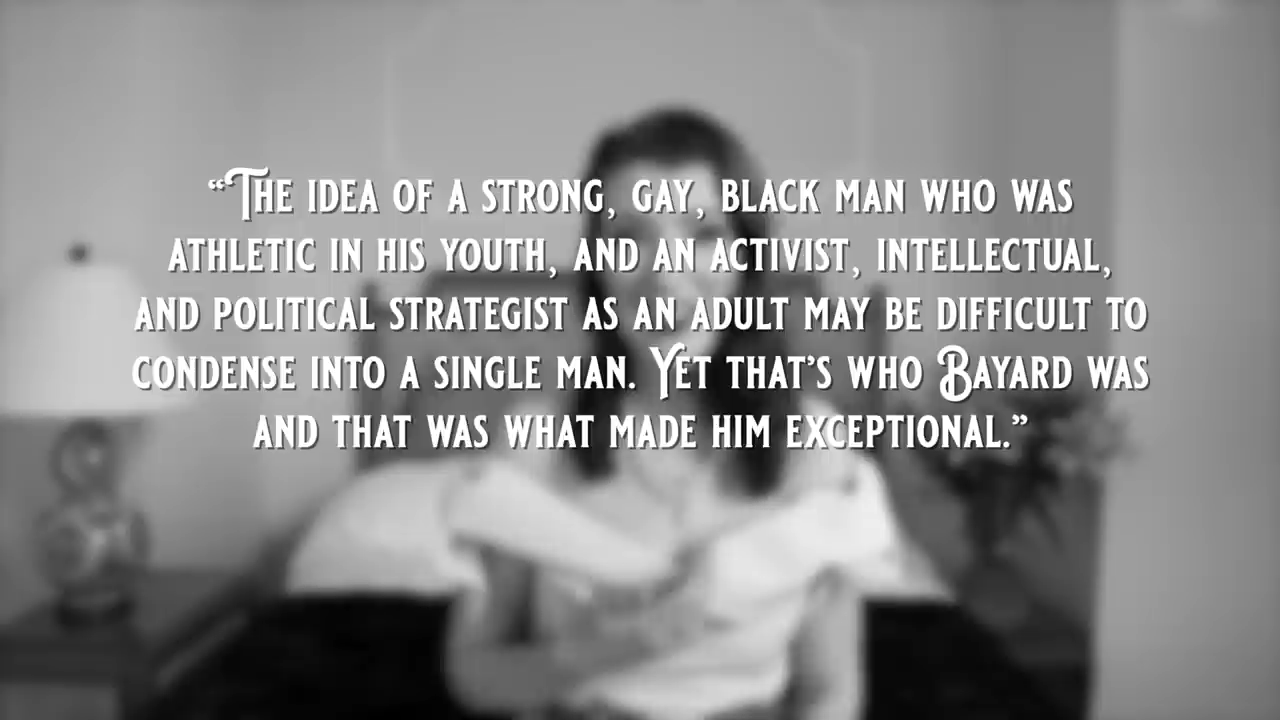 “The idea of a strong, gay, black man who was
athletic in his youth, and an activist, intellectual,
and political strategist as an adult may be difficult to
condense into a single man. Yet that’s who Bayard was
and that was what made him exceptional.”